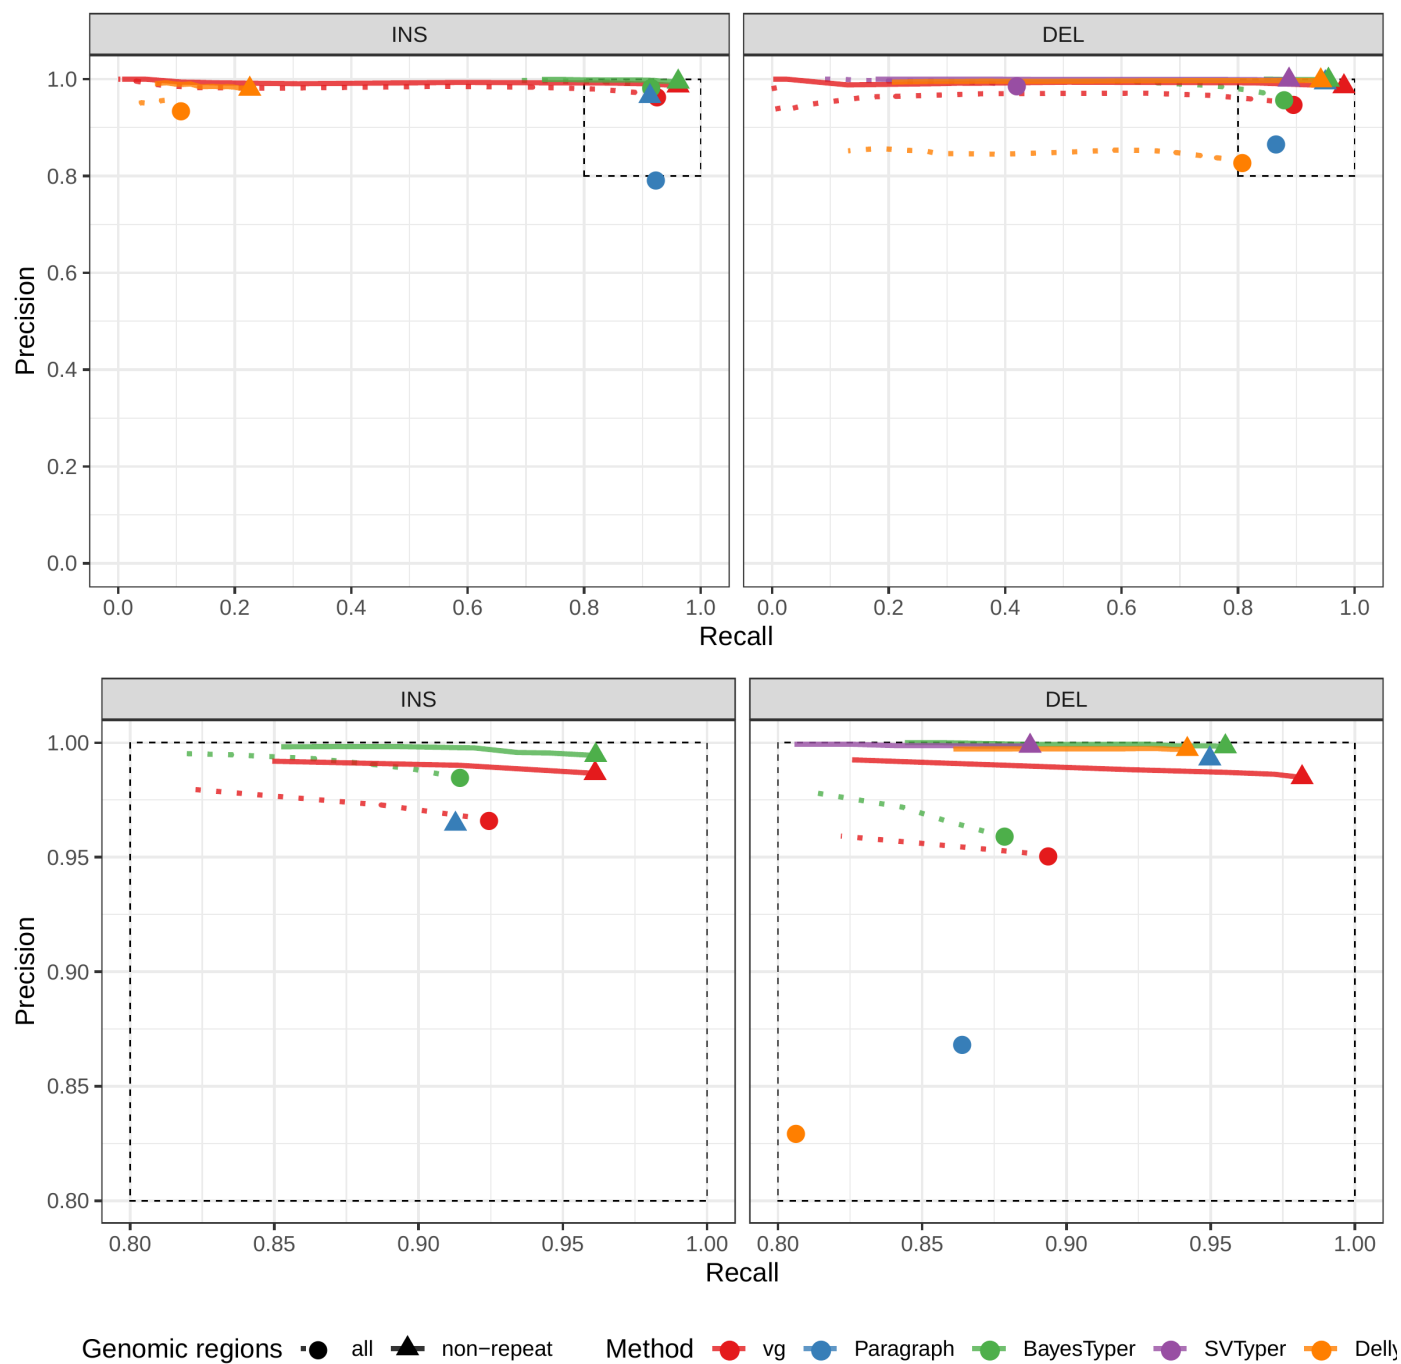 INS DEL
1.0
0.8
0.6
0.4
0.2
0.0
Precision
0.0 0.2 0.4 0.6 0.8 1.0 0.0 0.2 0.4 0.6 0.8 1.0
Recall
INS DEL
1.00
0.95
0.90
0.85
0.80
Precision
0.80 0.85 0.90 0.95 1.00 0.80 0.85 0.90 0.95 1.00
Recall
Genomic regions all non−repeat Method vg Paragraph BayesTyper SVTyper Delly